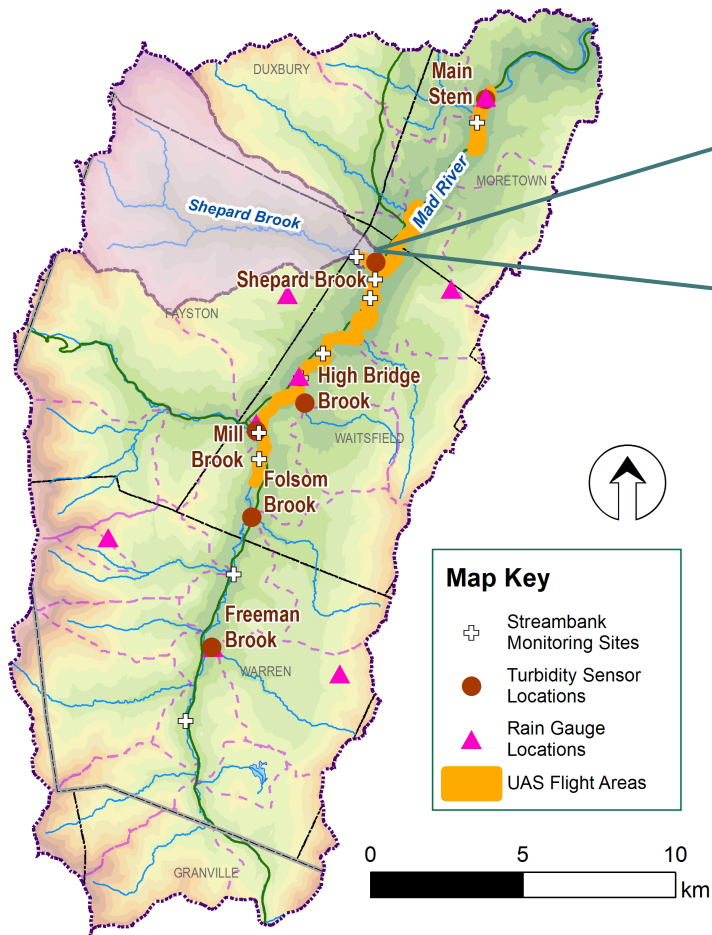 DUXBURY
Main
Stem
MORETOWN
Mad River
Shepard Brook
Shepard Brook
FAYSTON
High Bridge
Brook
WAITSFIELD
Mill
Brook
Folsom
Brook
Freeman
Brook
WARREN
GRANVILLE
Map Key
Streambank
Monitoring Sites
Turbidity Sensor
Locations
Rain Gauge
Locations
UAS Flight Areas
0 5 10
km